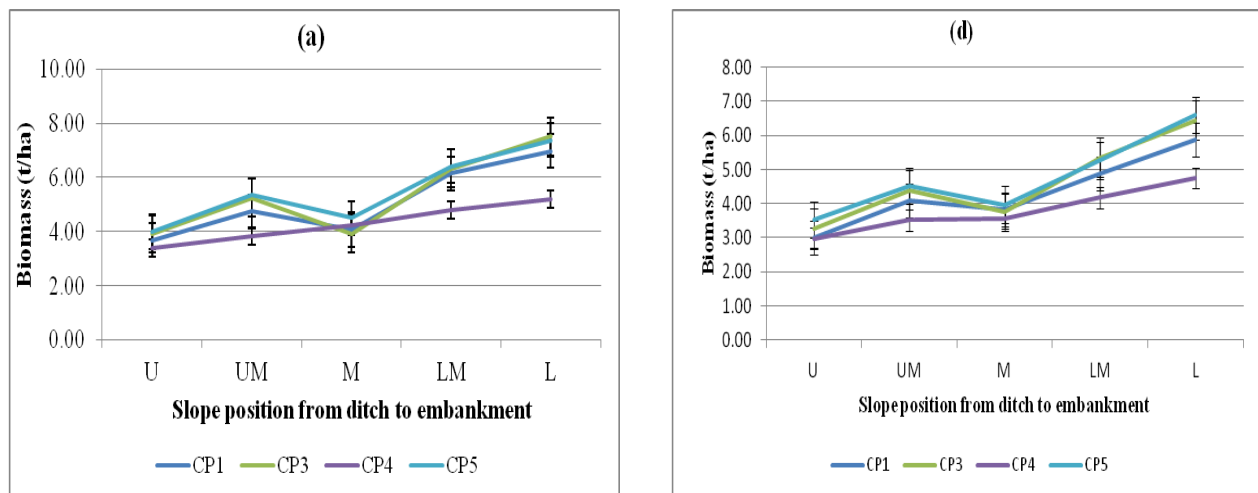 (a)
10.00
8.00
6.00
4.00
2.00
0.00
Biomass (t/ha)
U UM M LM L
Slope position from ditch to embankment
CP1 CP3 CP4 CP5
(d)
8.00
7.00
6.00
5.00
4.00
3.00
2.00
1.00
0.00
Biomass (t/ha)
U UM M LM L
Slope position from ditch to embankment
CP1 CP3 CP4 CP5